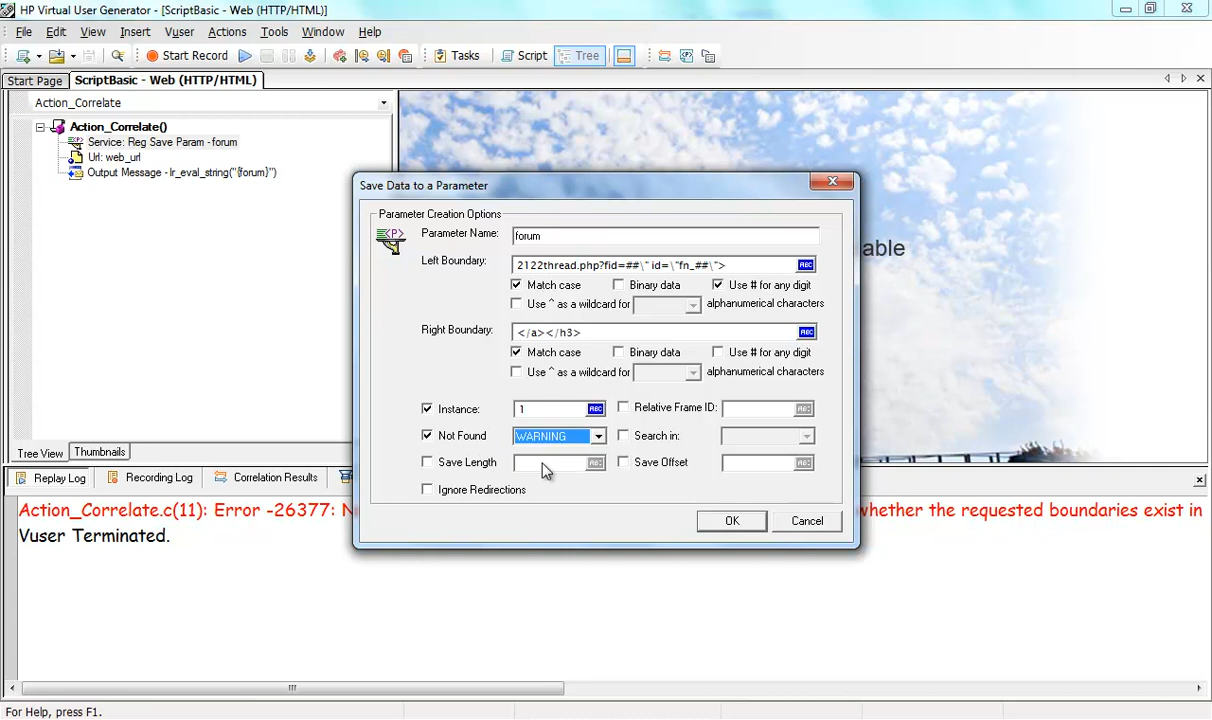 HP Virtual User Generator - [ScriptBasic - Web (HTTP/HTML)]
File Edit View Insert Vuser Actions Tools Window Help
Start Record Tasks Script Tree
Start Page ScriptBasic - Web (HTTP/HTML)
Action_Correlate
Action_Correlate()
Service: Reg Save Param - forum
Url: web_url
Output Message - lr_eval_string("{forum}")
able
Save Data to a Parameter
Parameter Creation Options
<P>
Parameter Name: forum
Left Boundary: 2122thread.php?fid=##\" id=\"fn_##\"> ABC
Match case Binary data Use # for any digit
Use ^ as a wildcard for alphanumerical characters
Right Boundary: </a></h3> ABC
Match case Binary data Use # for any digit
Use ^ as a wildcard for alphanumerical characters
Instance: 1 ABC Relative Frame ID: ABC
Not Found WARNING Search in:
Save Length ABC Save Offset ABC
Ignore Redirections
OK Cancel
Tree View Thumbnails
Replay Log Recording Log Correlation Results
Action_Correlate.c(11): Error -26377: N whether the requested boundaries exist in
Vuser Terminated.
For Help, press F1.